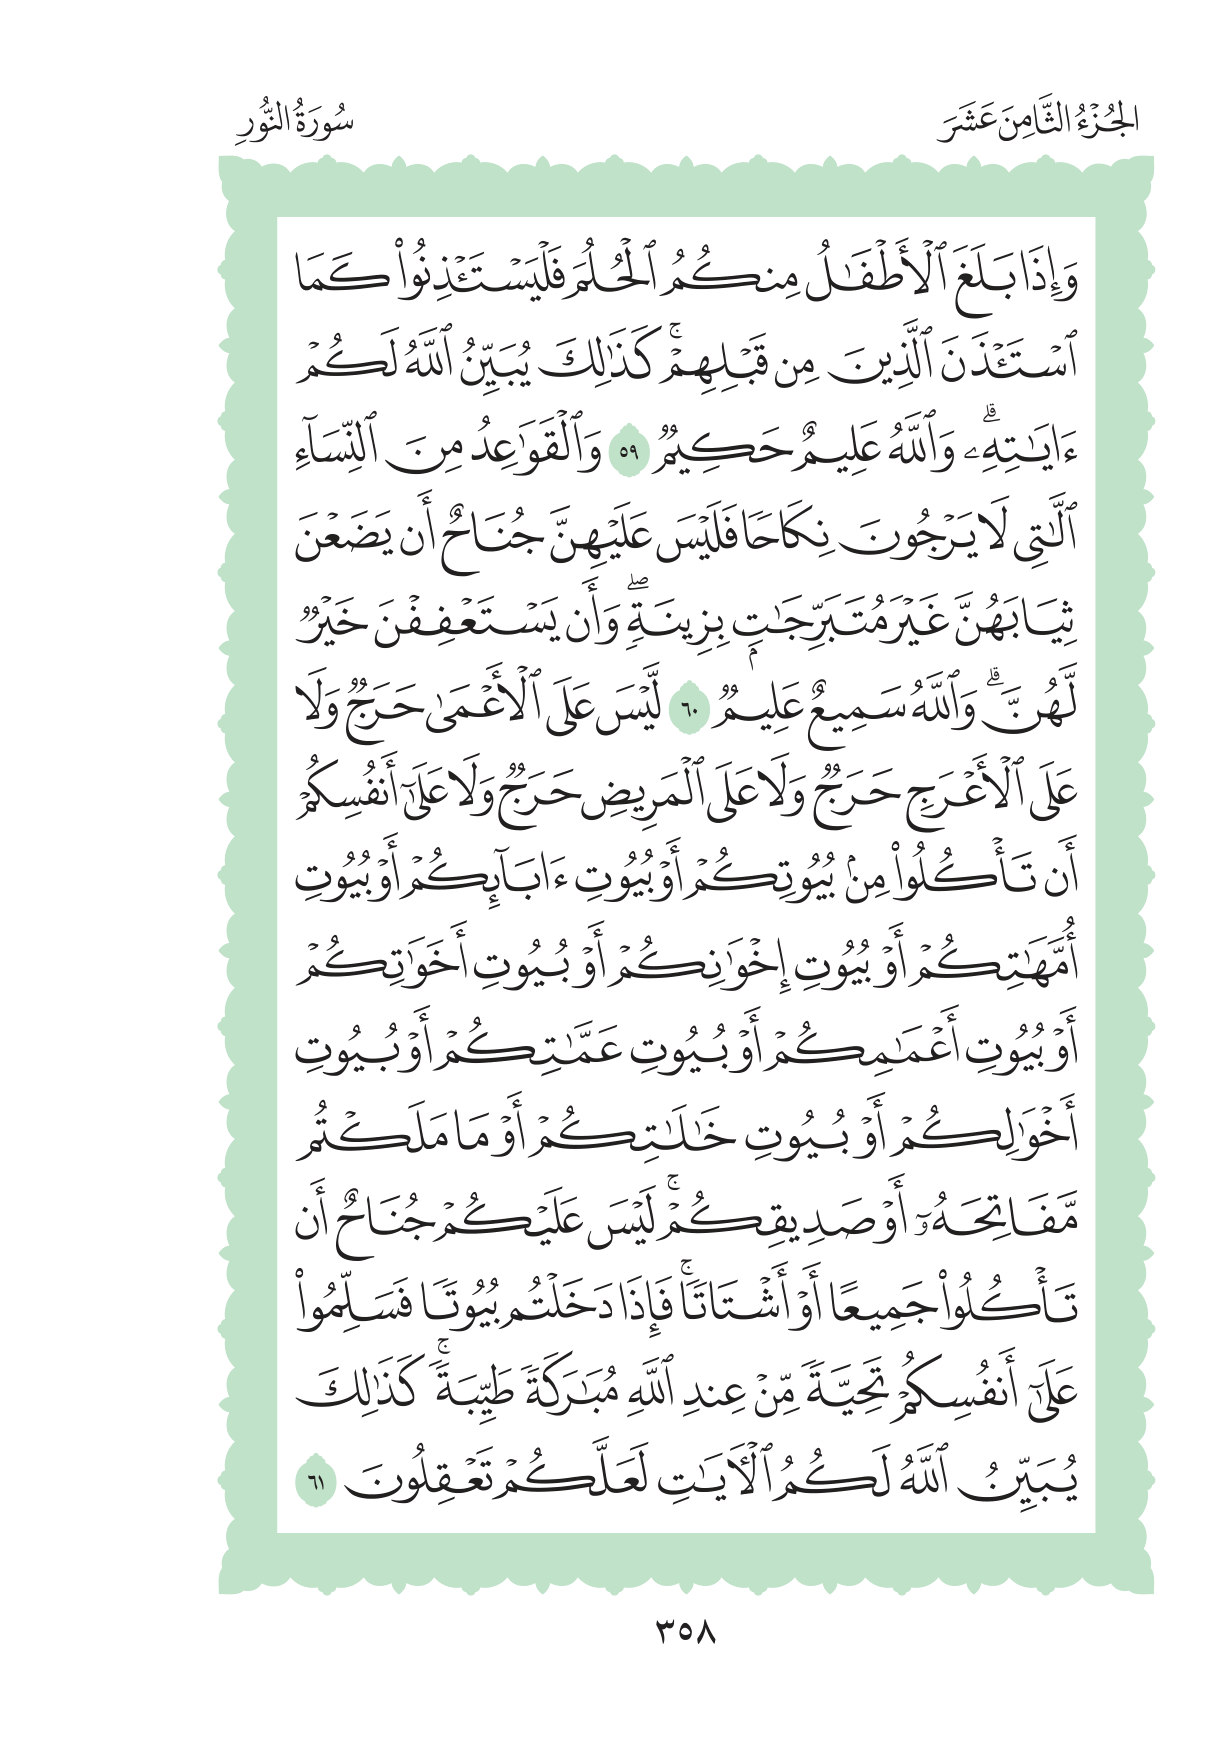 الجُزْءُ الثَّامِنَ عَشَرَ
سُورَةُ النُّورِ
وَإِذَا بَلَغَ ٱلْأَطْفَٰلُ مِنكُمُ ٱلْحُلُمَ فَلْيَسْتَـْٔذِنُوا۟ كَمَا
ٱسْتَـْٔذَنَ ٱلَّذِينَ مِن قَبْلِهِمْ ۚ كَذَٰلِكَ يُبَيِّنُ ٱللَّهُ لَكُمْ
ءَايَٰتِهِۦ ۗ وَٱللَّهُ عَلِيمٌ حَكِيمٌ ٥٩ وَٱلْقَوَٰعِدُ مِنَ ٱلنِّسَآءِ
ٱلَّٰتِى لَا يَرْجُونَ نِكَاحًا فَلَيْسَ عَلَيْهِنَّ جُنَاحٌ أَن يَضَعْنَ
ثِيَابَهُنَّ غَيْرَ مُتَبَرِّجَٰتٍۭ بِزِينَةٍ ۖ وَأَن يَسْتَعْفِفْنَ خَيْرٌ
لَّهُنَّ ۗ وَٱللَّهُ سَمِيعٌ عَلِيمٌ ٦٠ لَّيْسَ عَلَى ٱلْأَعْمَىٰ حَرَجٌ وَلَا
عَلَى ٱلْأَعْرَجِ حَرَجٌ وَلَا عَلَى ٱلْمَرِيضِ حَرَجٌ وَلَا عَلَىٰٓ أَنفُسِكُمْ
أَن تَأْكُلُوا۟ مِنۢ بُيُوتِكُمْ أَوْ بُيُوتِ ءَابَآئِكُمْ أَوْ بُيُوتِ
أُمَّهَٰتِكُمْ أَوْ بُيُوتِ إِخْوَٰنِكُمْ أَوْ بُيُوتِ أَخَوَٰتِكُمْ
أَوْ بُيُوتِ أَعْمَٰمِكُمْ أَوْ بُيُوتِ عَمَّٰتِكُمْ أَوْ بُيُوتِ
أَخْوَٰلِكُمْ أَوْ بُيُوتِ خَٰلَٰتِكُمْ أَوْ مَا مَلَكْتُم
مَّفَاتِحَهُۥٓ أَوْ صَدِيقِكُمْ ۚ لَيْسَ عَلَيْكُمْ جُنَاحٌ أَن
تَأْكُلُوا۟ جَمِيعًا أَوْ أَشْتَاتًا ۚ فَإِذَا دَخَلْتُم بُيُوتًا فَسَلِّمُوا۟
عَلَىٰٓ أَنفُسِكُمْ تَحِيَّةً مِّنْ عِندِ ٱللَّهِ مُبَٰرَكَةً طَيِّبَةً ۚ كَذَٰلِكَ
يُبَيِّنُ ٱللَّهُ لَكُمُ ٱلْـَٔايَٰتِ لَعَلَّكُمْ تَعْقِلُونَ ٦١
٣٥٨